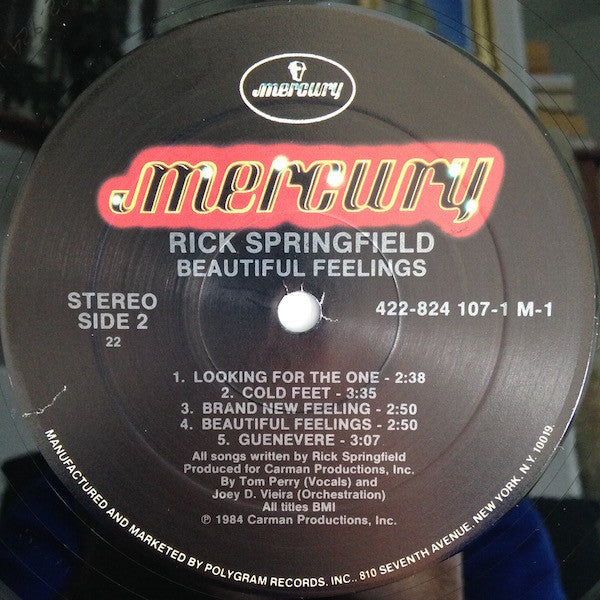 mercury
mercury
RICK SPRINGFIELD
BEAUTIFUL FEELINGS
STEREO
SIDE 2
22
422-824 107-1 M-1
1. LOOKING FOR THE ONE - 2:38
2. COLD FEET - 3:35
3. BRAND NEW FEELING - 2:50
4. BEAUTIFUL FEELINGS - 2:50
5. GUENEVERE - 3:07
All songs written by Rick Springfield
Produced for Carman Productions, Inc.
By Tom Perry (Vocals) and
Joey D. Vieira (Orchestration)
All titles BMI
℗ 1984 Carman Productions, Inc.
MANUFACTURED AND MARKETED BY POLYGRAM RECORDS, INC., 810 SEVENTH AVENUE, NEW YORK, N.Y. 10019.